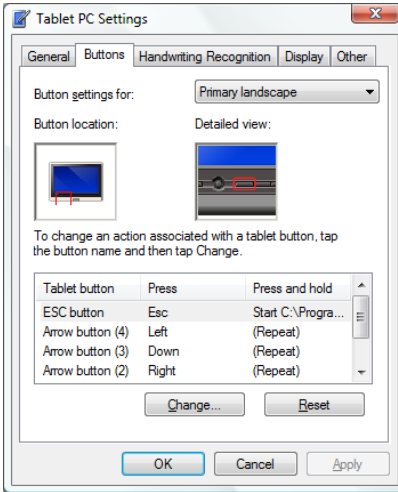 Tablet PC Settings
General Buttons Handwriting Recognition Display Other
Button settings for: Primary landscape
Button location: Detailed view:
To change an action associated with a tablet button, tap
the button name and then tap Change.
Tablet button Press Press and hold
ESC button Esc Start C:\Progra...
Arrow button (4) Left (Repeat)
Arrow button (3) Down (Repeat)
Arrow button (2) Right (Repeat)
Change... Reset
OK Cancel Apply